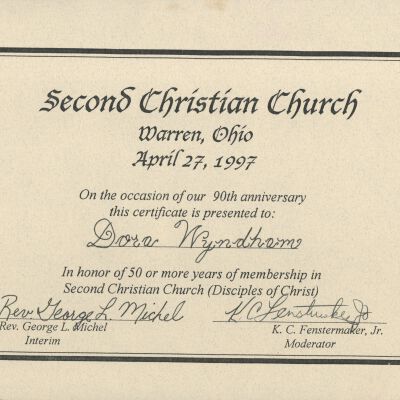 Second Christian Church
Warren, Ohio
April 27, 1997
On the occasion of our 90th anniversary
this certificate is presented to:
Dora Wyndham
In honor of 50 or more years of membership in
Second Christian Church (Disciples of Christ)
Rev. George L. Michel K C Fenstermaker Jr
Rev. George L. Michel K. C. Fenstermaker, Jr.
Interim Moderator